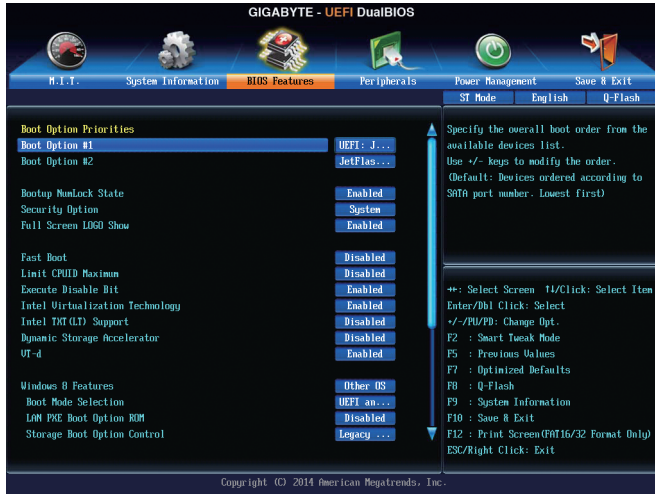 GIGABYTE - UEFI DualBIOS
M.I.T. System Information BIOS Features Peripherals Power Management Save & Exit
ST Mode English Q-Flash
Boot Option Priorities
Boot Option #1 UEFI: J...
Boot Option #2 JetFlas...
Bootup NumLock State Enabled
Security Option System
Full Screen LOGO Show Enabled
Fast Boot Disabled
Limit CPUID Maximum Disabled
Execute Disable Bit Enabled
Intel Virtualization Technology Enabled
Intel TXT(LT) Support Disabled
Dynamic Storage Accelerator Disabled
VT-d Enabled
Windows 8 Features Other OS
Boot Mode Selection UEFI an...
LAN PXE Boot Option ROM Disabled
Storage Boot Option Control Legacy ...
Specify the overall boot order from the
available devices list.
Use +/- keys to modify the order.
(Default: Devices ordered according to
SATA port number. Lowest first)
→←: Select Screen ↑↓/Click: Select Item
Enter/Dbl Click: Select
+/-/PU/PD: Change Opt.
F2 : Smart Tweak Mode
F5 : Previous Values
F7 : Optimized Defaults
F8 : Q-Flash
F9 : System Information
F10 : Save & Exit
F12 : Print Screen(FAT16/32 Format Only)
ESC/Right Click: Exit
Copyright (C) 2014 American Megatrends, Inc.